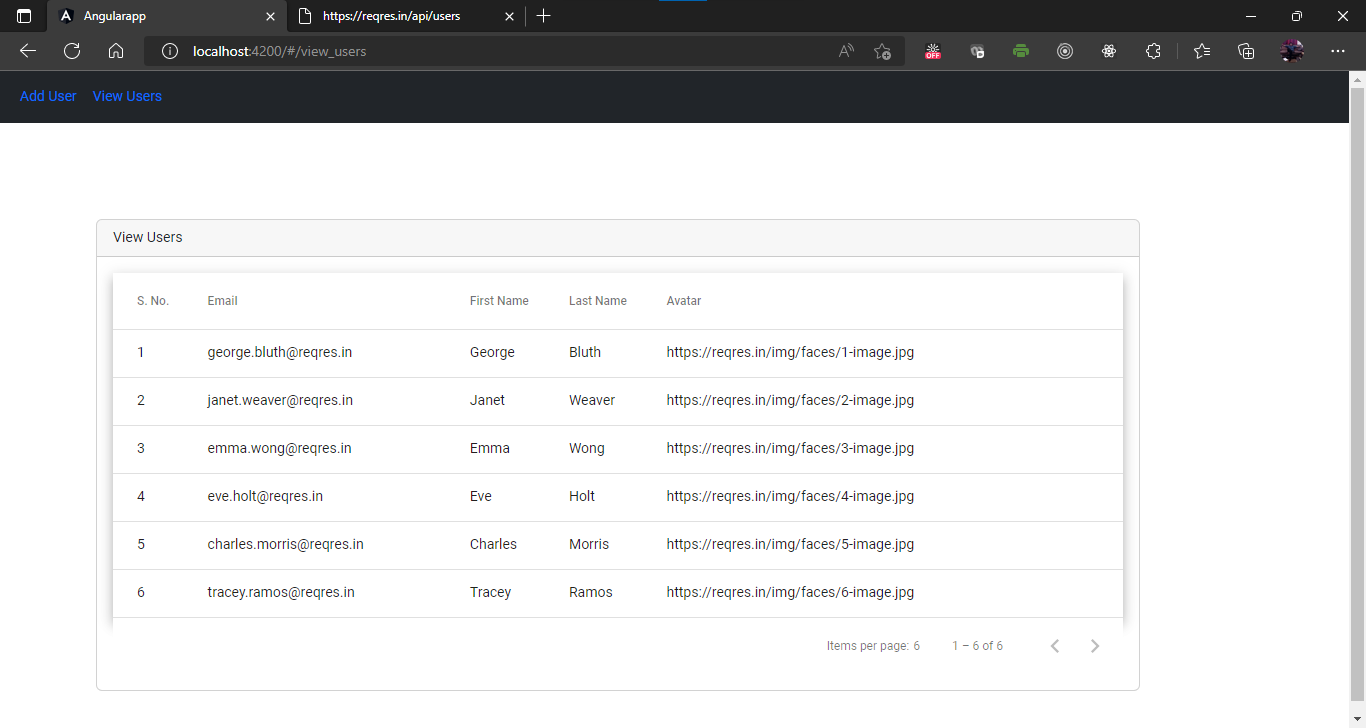 Angularapp
https://reqres.in/api/users
localhost:4200/#/view_users
OFF
Add User View Users
View Users
S. No. Email First Name Last Name Avatar
1 george.bluth@reqres.in George Bluth https://reqres.in/img/faces/1-image.jpg
2 janet.weaver@reqres.in Janet Weaver https://reqres.in/img/faces/2-image.jpg
3 emma.wong@reqres.in Emma Wong https://reqres.in/img/faces/3-image.jpg
4 eve.holt@reqres.in Eve Holt https://reqres.in/img/faces/4-image.jpg
5 charles.morris@reqres.in Charles Morris https://reqres.in/img/faces/5-image.jpg
6 tracey.ramos@reqres.in Tracey Ramos https://reqres.in/img/faces/6-image.jpg
Items per page: 6 1 – 6 of 6